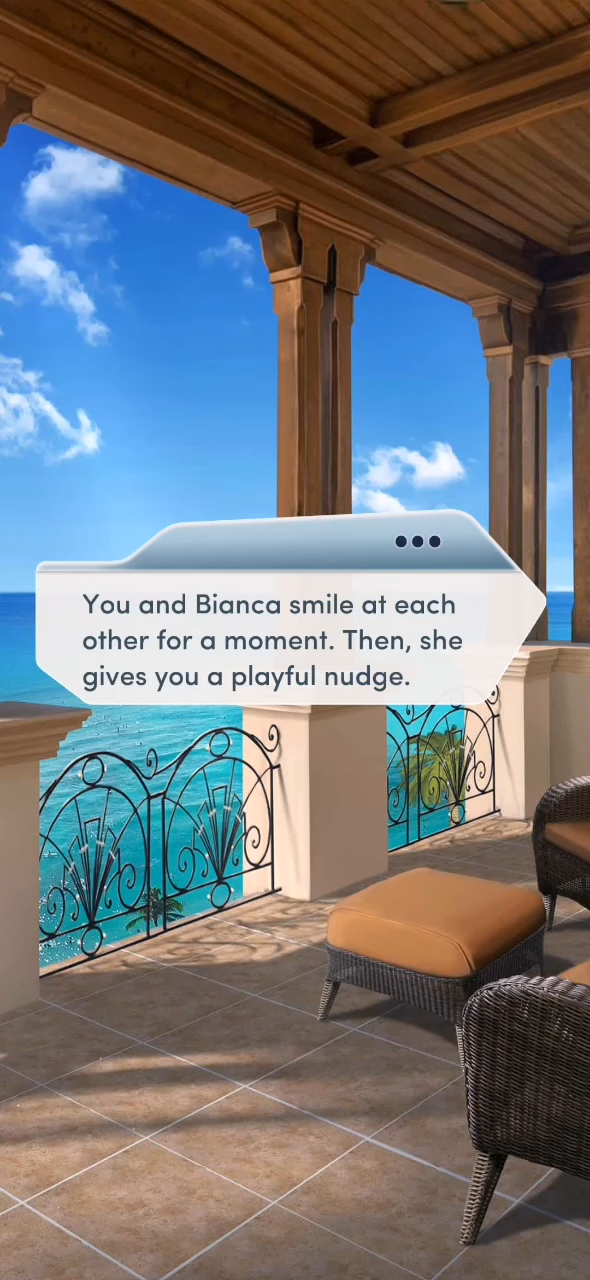 You and Bianca smile at each
other for a moment. Then, she
gives you a playful nudge.